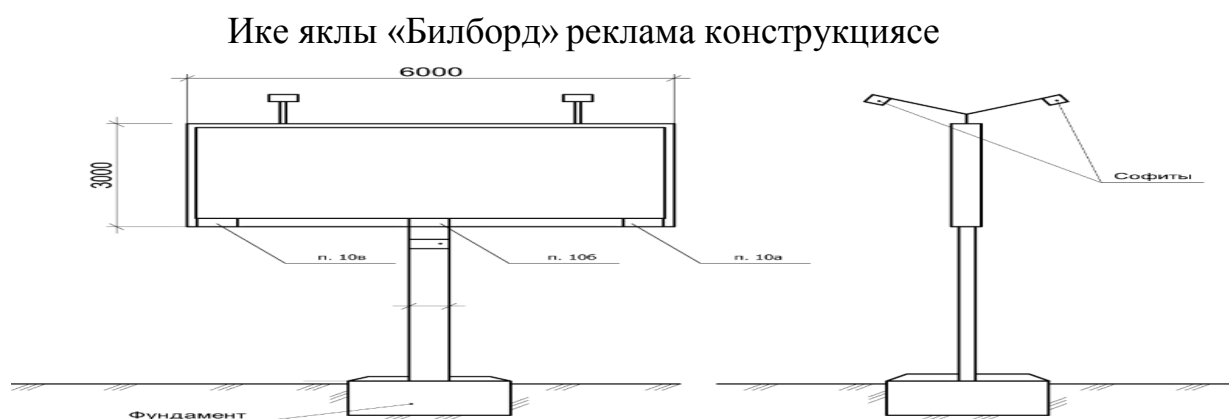 Ике яклы «Билборд» реклама конструкциясе
6000
3000
Софиты
п. 10в
п. 10б
п. 10а
Фундамент